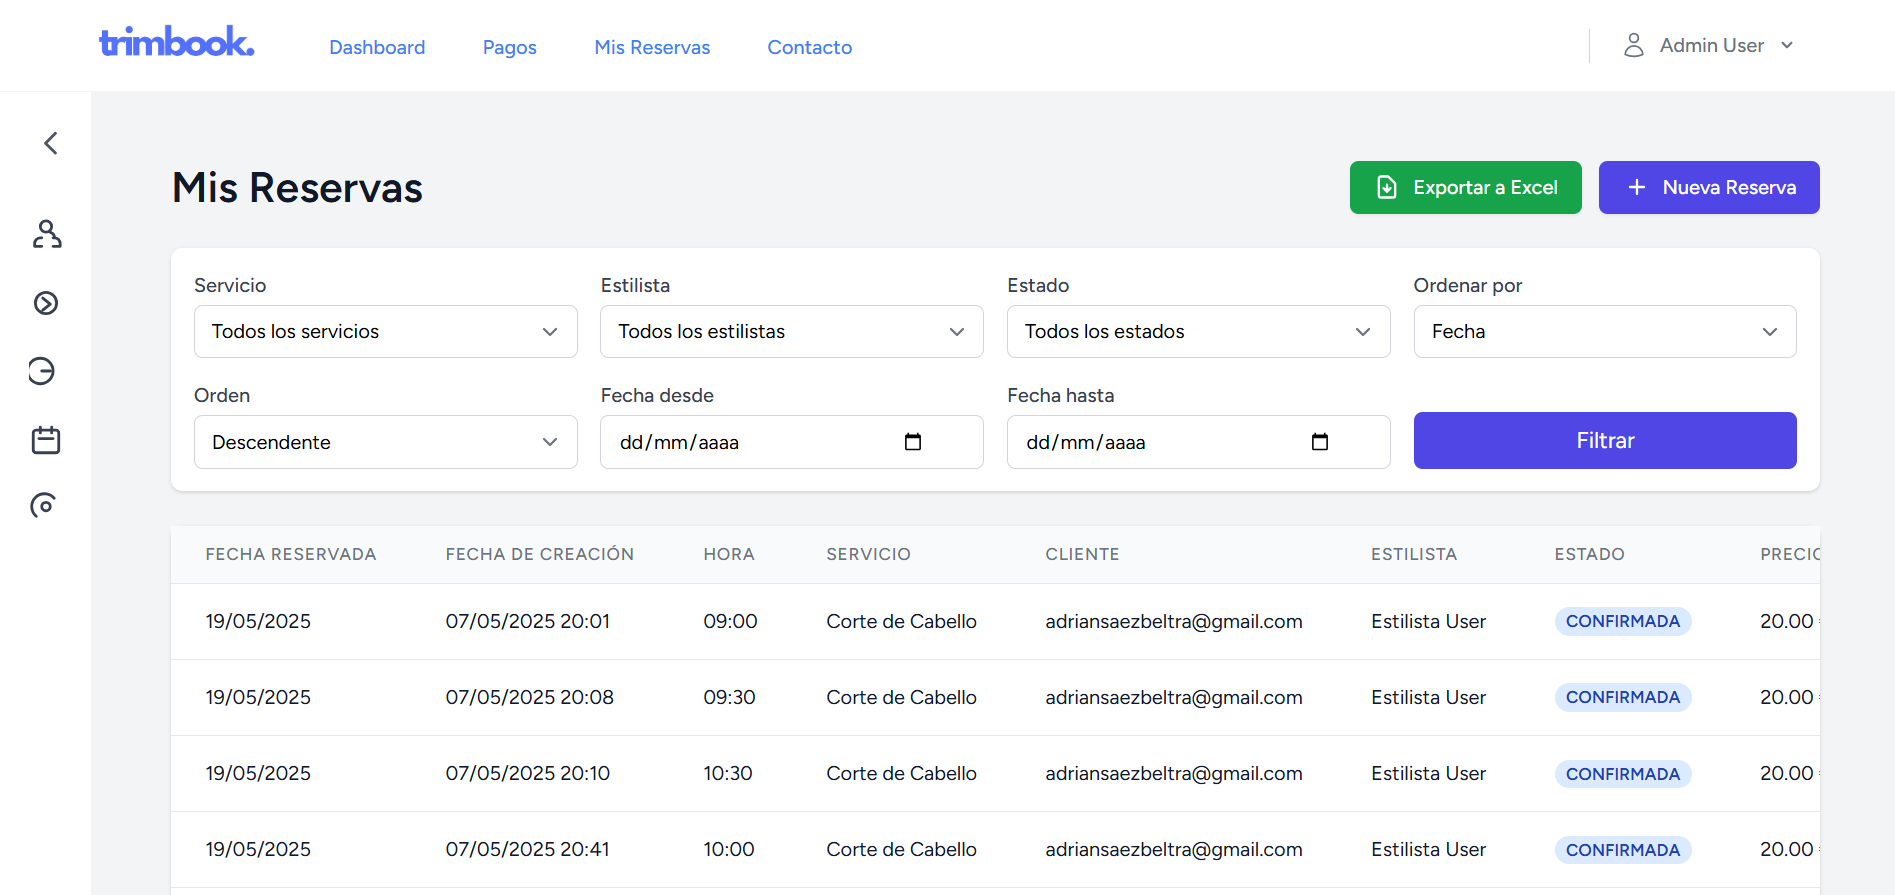 trimbook. Dashboard Pagos Mis Reservas Contacto Admin User
Mis Reservas Exportar a Excel Nueva Reserva
Servicio Estilista Estado Ordenar por
Todos los servicios Todos los estilistas Todos los estados Fecha
Orden Fecha desde Fecha hasta
Descendente dd/mm/aaaa dd/mm/aaaa Filtrar
FECHA RESERVADA FECHA DE CREACIÓN HORA SERVICIO CLIENTE ESTILISTA ESTADO PRECIO
19/05/2025 07/05/2025 20:01 09:00 Corte de Cabello adriansaezbeltra@gmail.com Estilista User CONFIRMADA 20.00
19/05/2025 07/05/2025 20:08 09:30 Corte de Cabello adriansaezbeltra@gmail.com Estilista User CONFIRMADA 20.00
19/05/2025 07/05/2025 20:10 10:30 Corte de Cabello adriansaezbeltra@gmail.com Estilista User CONFIRMADA 20.00
19/05/2025 07/05/2025 20:41 10:00 Corte de Cabello adriansaezbeltra@gmail.com Estilista User CONFIRMADA 20.00